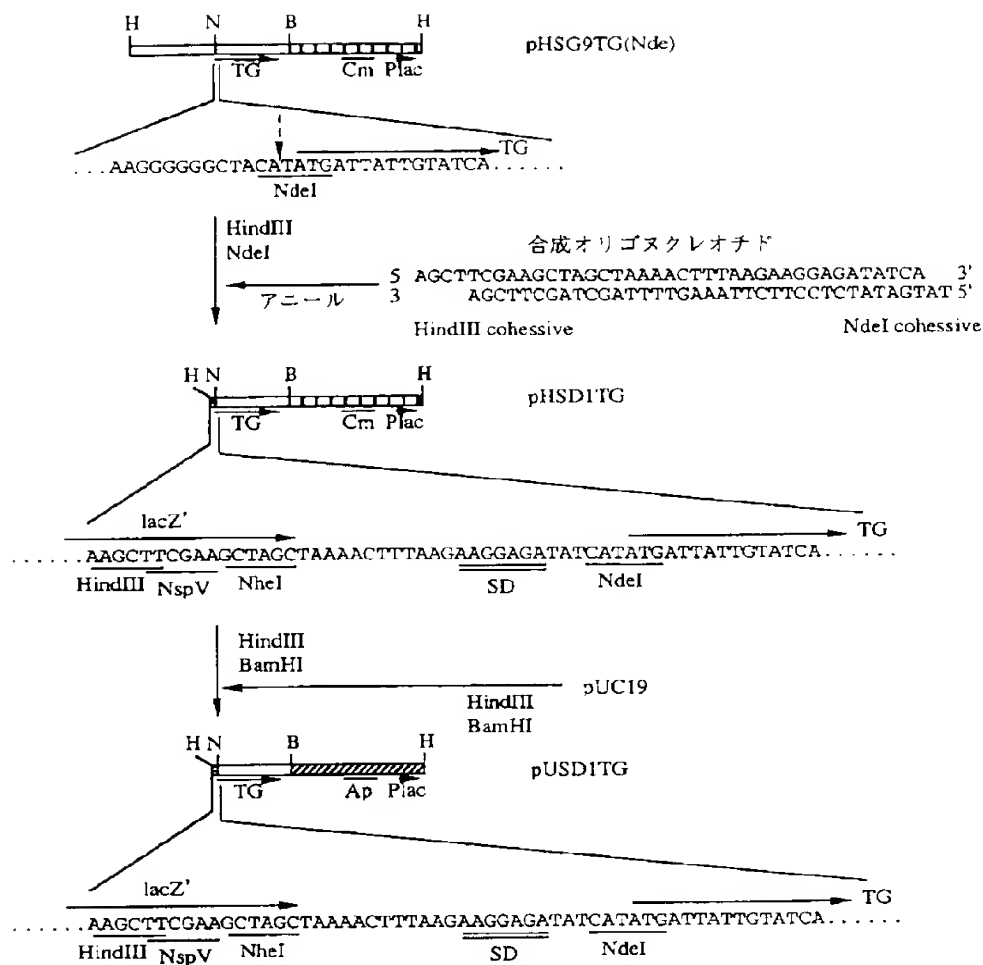 H N B H
pHSG9TG(Nde)
TG Cm Plac
TG
...AAGGGGGGCTACATATGATTATTGTATCA......
NdeI
HindIII
NdeI
合成オリゴヌクレオチド
5 AGCTTCGAAGCTAGCTAAAACTTTAAGAAGGAGATATCA 3'
3 AGCTTCGATCGATTTTGAAATTCTTCCTCTATAGTAT 5'
アニール
HindIII cohessive NdeI cohessive
H N B H
pHSD1TG
TG Cm Plac
lacZ' TG
......AAGCTTCGAAGCTAGCTAAAACTTTAAGAAGGAGATATCATATGATTATTGTATCA......
HindIII NspV NheI SD NdeI
HindIII
BamHI
pUC19
HindIII
BamHI
H N B H
pUSD1TG
TG Ap Plac
lacZ' TG
......AAGCTTCGAAGCTAGCTAAAACTTTAAGAAGGAGATATCATATGATTATTGTATCA......
HindIII NspV NheI SD NdeI